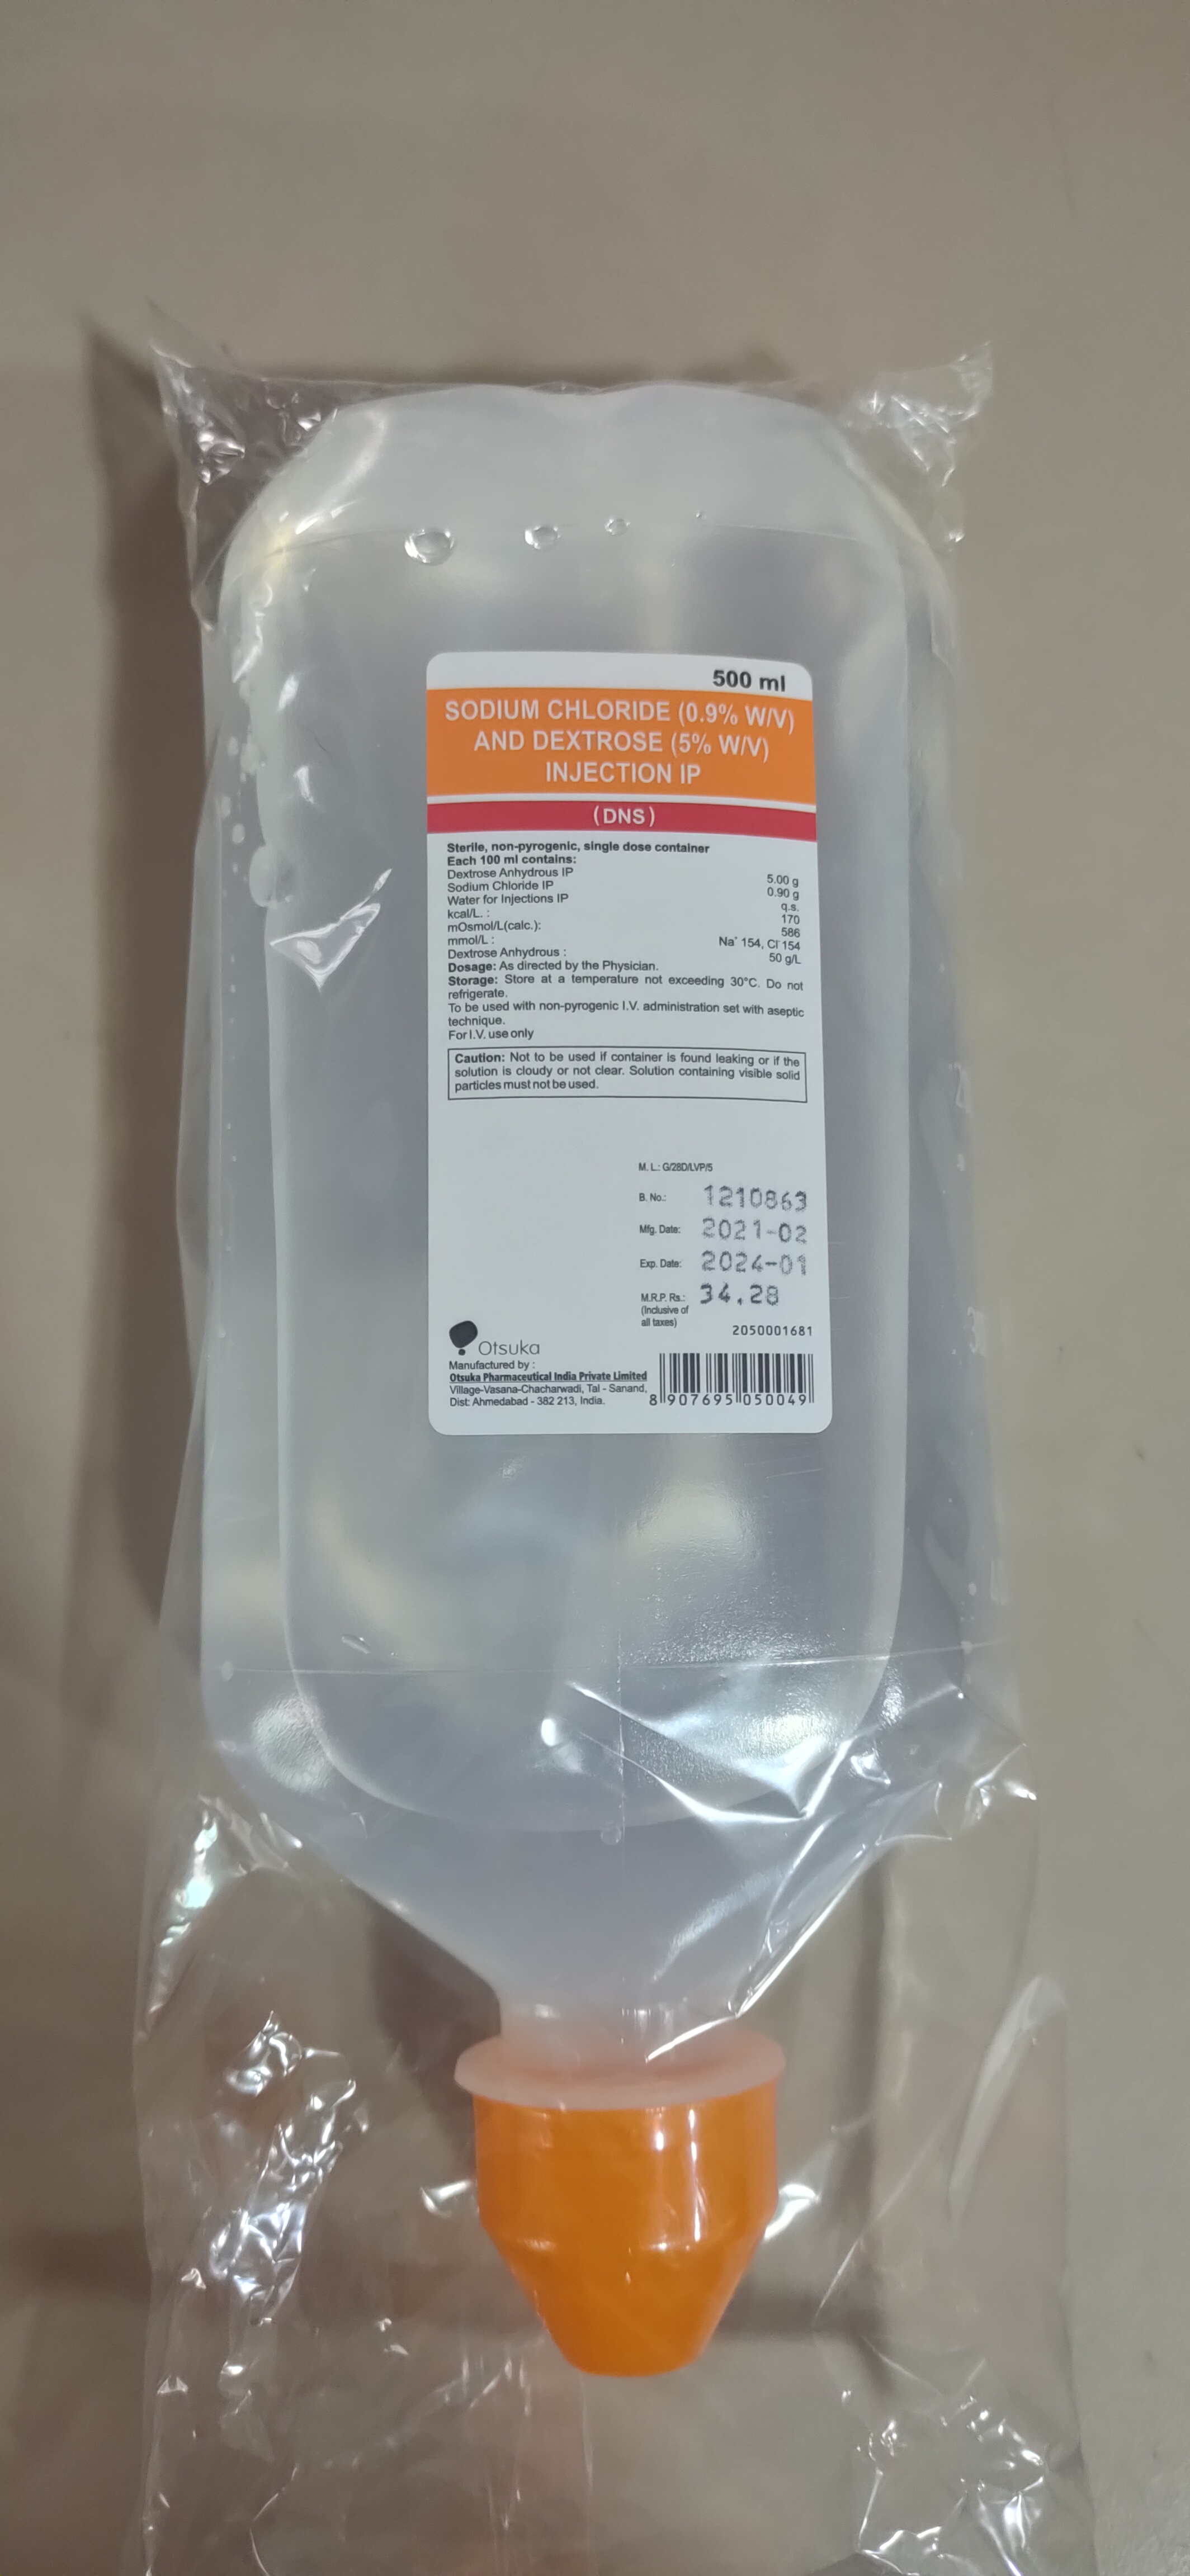 500 ml
SODIUM CHLORIDE (0.9% W/V)
AND DEXTROSE (5% W/V)
INJECTION IP
(DNS)
Sterile, non-pyrogenic, single dose container
Each 100 ml contains:
Dextrose Anhydrous IP 5.00 g
Sodium Chloride IP 0.90 g
Water for Injections IP q.s.
kcal/L. : 170
mOsmol/L(calc.): 586
mmol/L : Na⁺ 154, Cl⁻ 154
Dextrose Anhydrous : 50 g/L
Dosage: As directed by the Physician.
Storage: Store at a temperature not exceeding 30°C. Do not
refrigerate.
To be used with non-pyrogenic I.V. administration set with aseptic
technique.
For I.V. use only
Caution: Not to be used if container is found leaking or if the
solution is cloudy or not clear. Solution containing visible solid
particles must not be used.
M. L.: G/28D/LVP/5
B. No.: 1210863
Mfg. Date: 2021-02
Exp. Date: 2024-01
M.R.P. Rs.: 34.28
(Inclusive of
all taxes)
2050001681
Otsuka
Manufactured by :
Otsuka Pharmaceutical India Private Limited
Village-Vasana-Chacharwadi, Tal - Sanand,
Dist: Ahmedabad - 382 213, India.
8 907695 050049